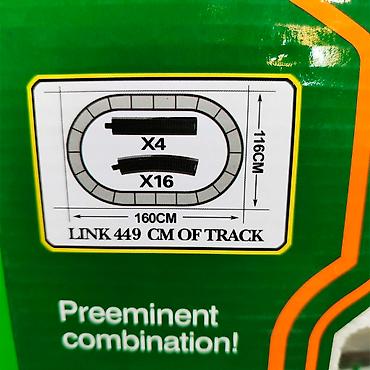 X4
X16
116CM
160CM
LINK 449 CM OF TRACK
Preeminent
combination!